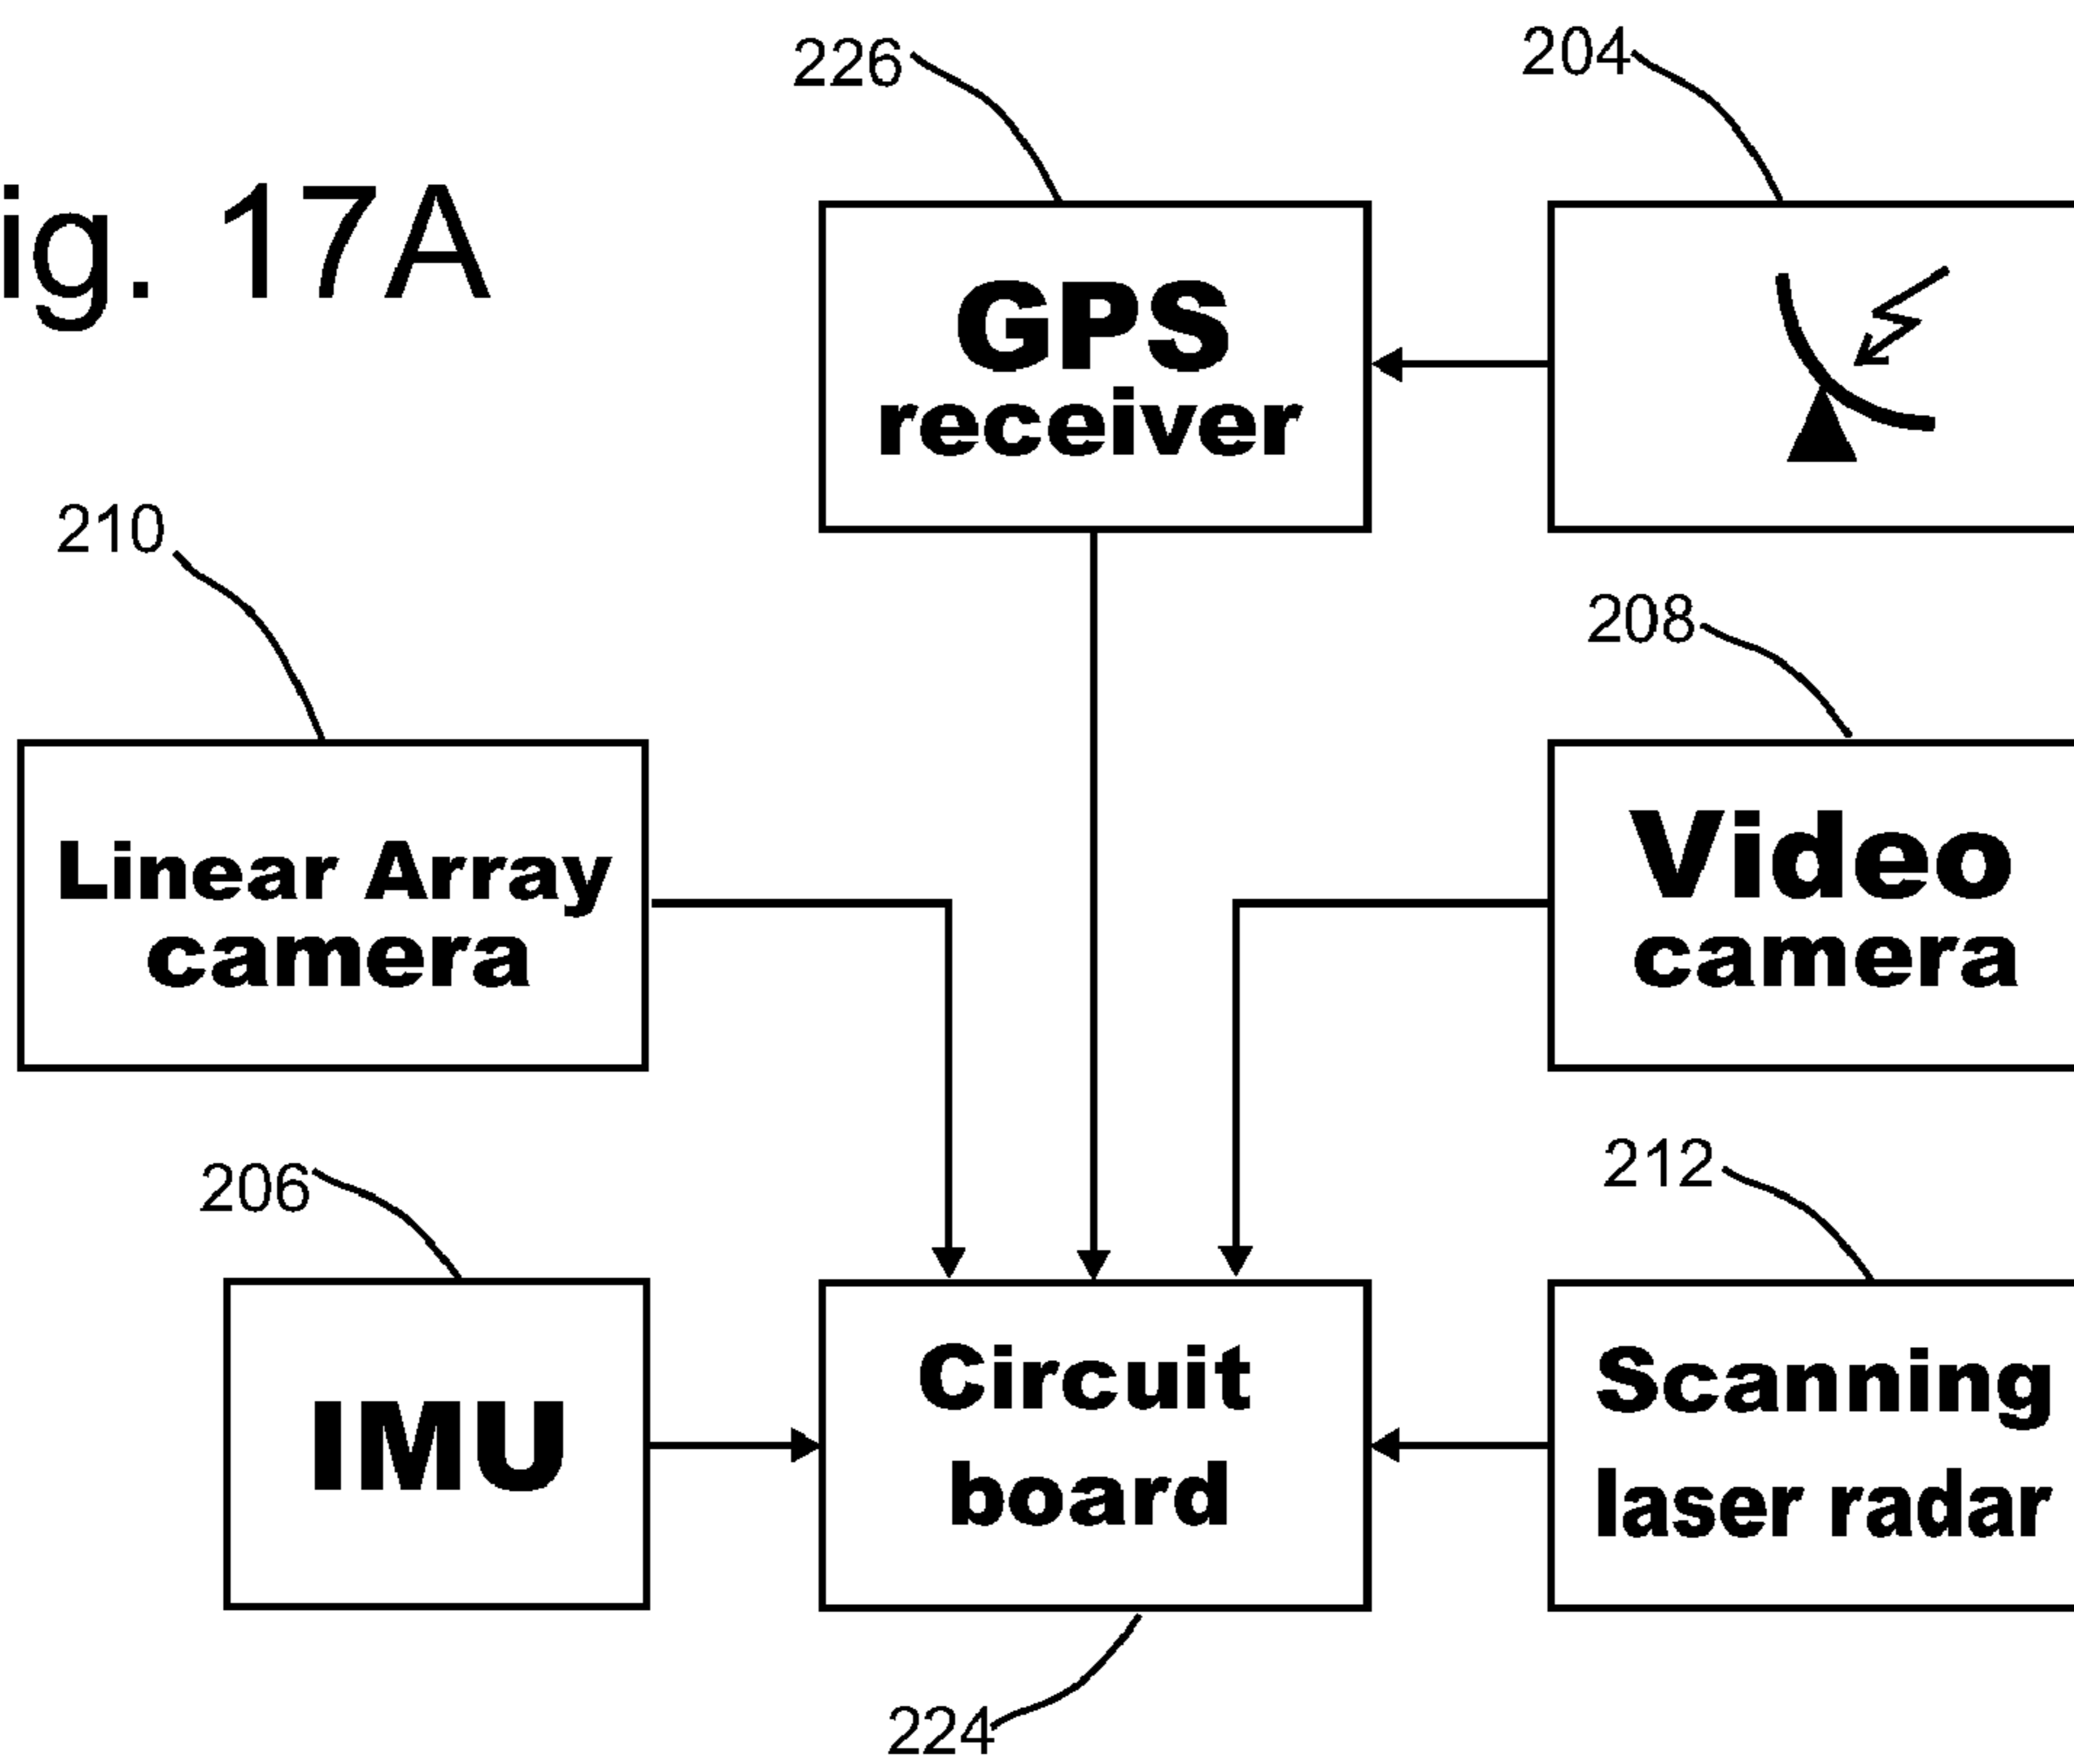 226
204
ig. 17A
GPS
receiver
210
208
Linear Array
camera
Video
camera
206
212
IMU
Circuit
board
Scanning
laser radar
224